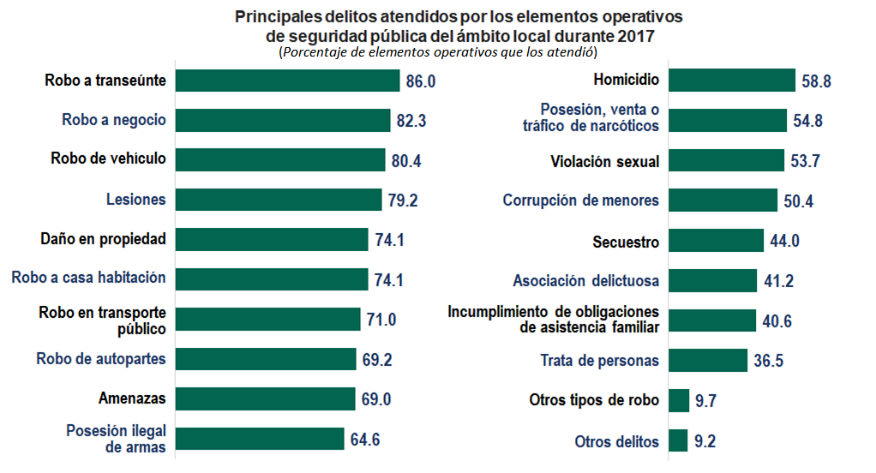 Principales delitos atendidos por los elementos operativos
de seguridad pública del ámbito local durante 2017
(Porcentaje de elementos operativos que los atendió)
Robo a transeúnte 86.0
Robo a negocio 82.3
Robo de vehículo 80.4
Lesiones 79.2
Daño en propiedad 74.1
Robo a casa habitación 74.1
Robo en transporte
público 71.0
Robo de autopartes 69.2
Amenazas 69.0
Posesión ilegal
de armas 64.6
Homicidio 58.8
Posesión, venta o
tráfico de narcóticos 54.8
Violación sexual 53.7
Corrupción de menores 50.4
Secuestro 44.0
Asociación delictuosa 41.2
Incumplimiento de obligaciones
de asistencia familiar 40.6
Trata de personas 36.5
Otros tipos de robo 9.7
Otros delitos 9.2